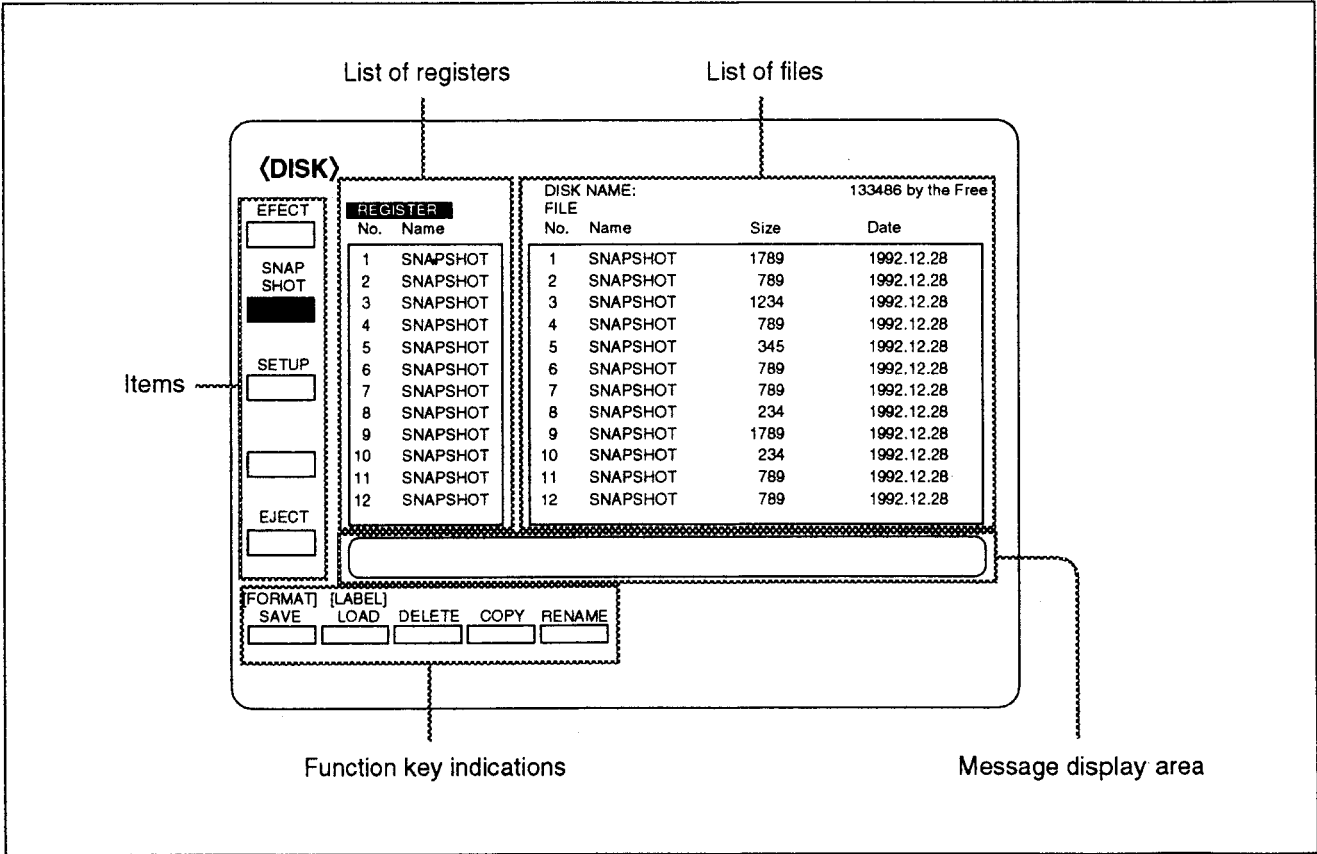 List of registers
List of files
〈DISK〉
EFECT
SNAP
SHOT
SETUP
EJECT
Items
REGISTER
No. Name
1 SNAPSHOT
2 SNAPSHOT
3 SNAPSHOT
4 SNAPSHOT
5 SNAPSHOT
6 SNAPSHOT
7 SNAPSHOT
8 SNAPSHOT
9 SNAPSHOT
10 SNAPSHOT
11 SNAPSHOT
12 SNAPSHOT
DISK NAME: 133486 by the Free
FILE
No. Name Size Date
1 SNAPSHOT 1789 1992.12.28
2 SNAPSHOT 789 1992.12.28
3 SNAPSHOT 1234 1992.12.28
4 SNAPSHOT 789 1992.12.28
5 SNAPSHOT 345 1992.12.28
6 SNAPSHOT 789 1992.12.28
7 SNAPSHOT 789 1992.12.28
8 SNAPSHOT 234 1992.12.28
9 SNAPSHOT 1789 1992.12.28
10 SNAPSHOT 234 1992.12.28
11 SNAPSHOT 789 1992.12.28
12 SNAPSHOT 789 1992.12.28
[FORMAT] [LABEL]
SAVE LOAD DELETE COPY RENAME
Function key indications
Message display area